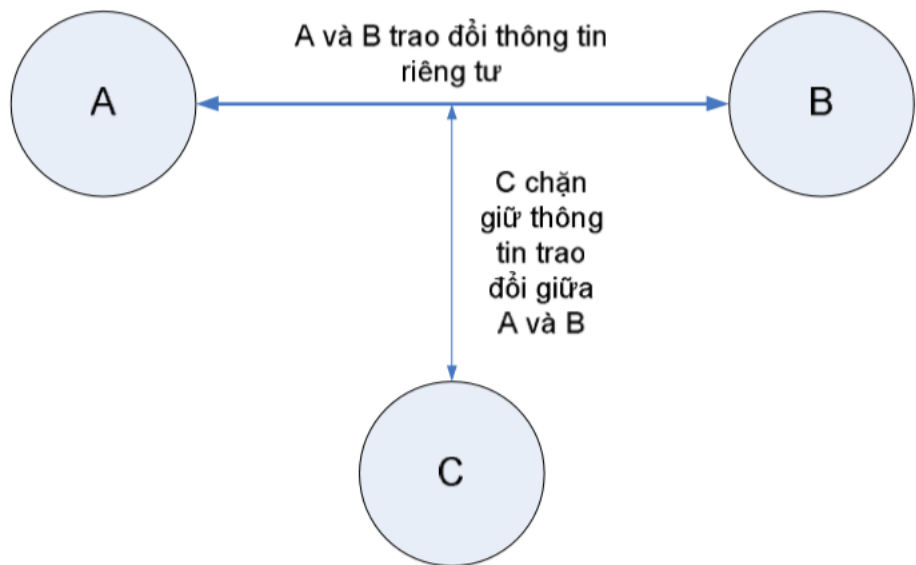 A và B trao đổi thông tin
riêng tư
A
B
C chặn
giữ thông
tin trao
đổi giữa
A và B
C